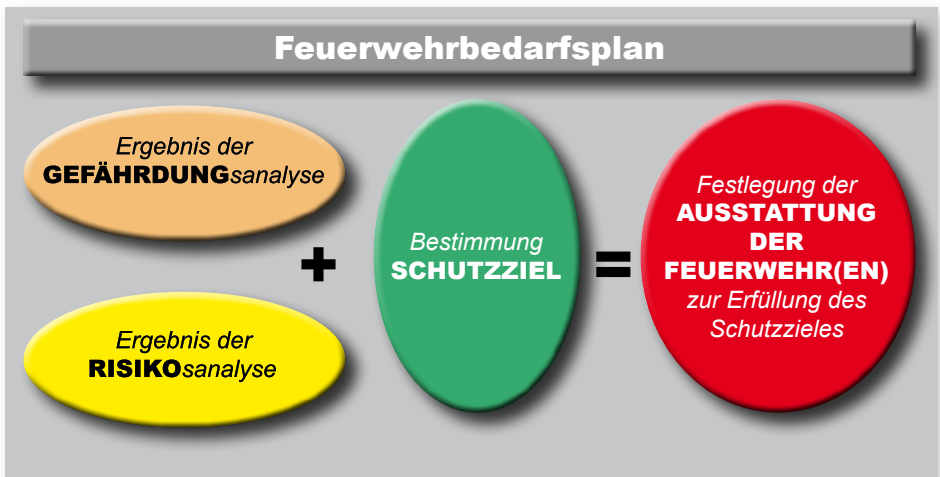 Feuerwehrbedarfsplan
Ergebnis der
GEFÄHRDUNGsanalyse
Ergebnis der
RISIKOsanalyse
+
Bestimmung
SCHUTZZIEL
=
Festlegung der
AUSSTATTUNG
DER
FEUERWEHR(EN)
zur Erfüllung des
Schutzzieles